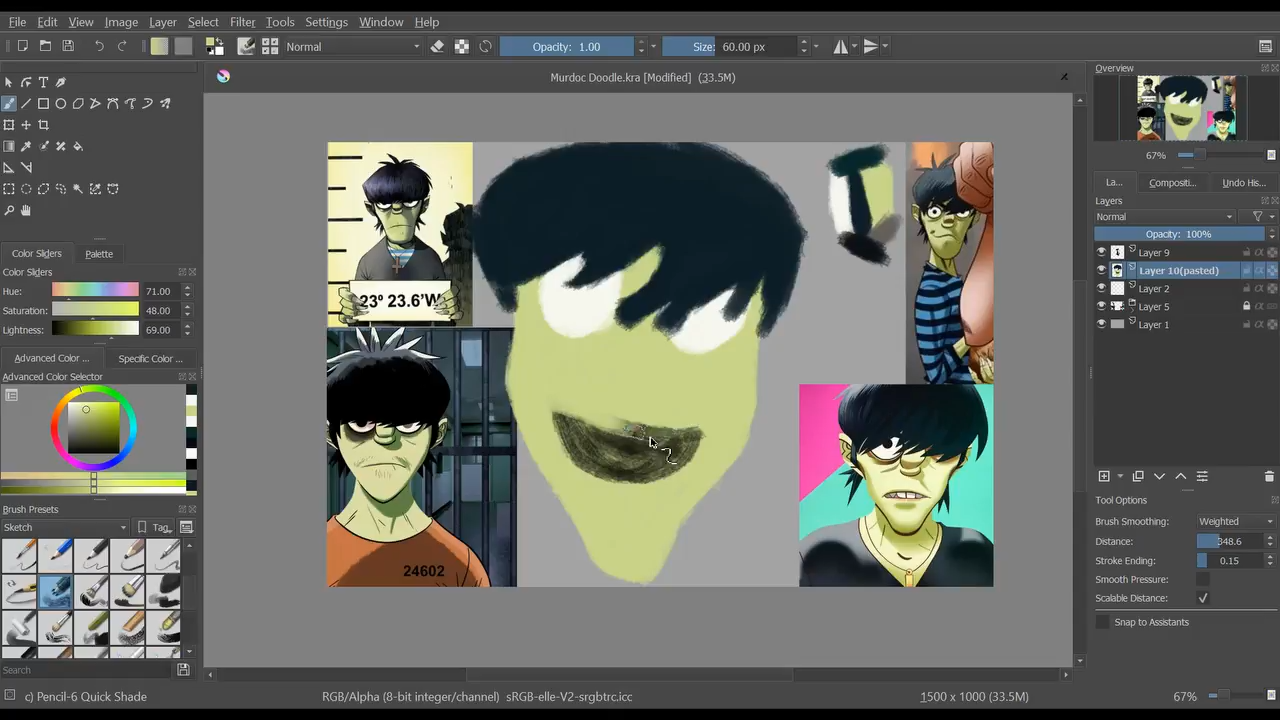 File Edit View Image Layer Select Filter Tools Settings Window Help
Normal Opacity: 1.00 Size: 60.00 px
Murdoc Doodle.kra [Modified] (33.5M)
Overview
67%
La... Compositi... Undo His...
Layers
Normal
Opacity: 100%
Layer 9
Layer 10(pasted)
Layer 2
Layer 5
Layer 1
Color Sliders Palette
Color Sliders
Hue: 71.00
Saturation: 48.00
Lightness: 69.00
Advanced Color ... Specific Color ...
Advanced Color Selector
Brush Presets
Sketch Tag
Search
23º 23.6'W
24602
Tool Options
Brush Smoothing: Weighted
Distance: 348.6
Stroke Ending: 0.15
Smooth Pressure:
Scalable Distance:
Snap to Assistants
c) Pencil-6 Quick Shade RGB/Alpha (8-bit integer/channel) sRGB-elle-V2-srgbtrc.icc 1500 x 1000 (33.5M) 67%